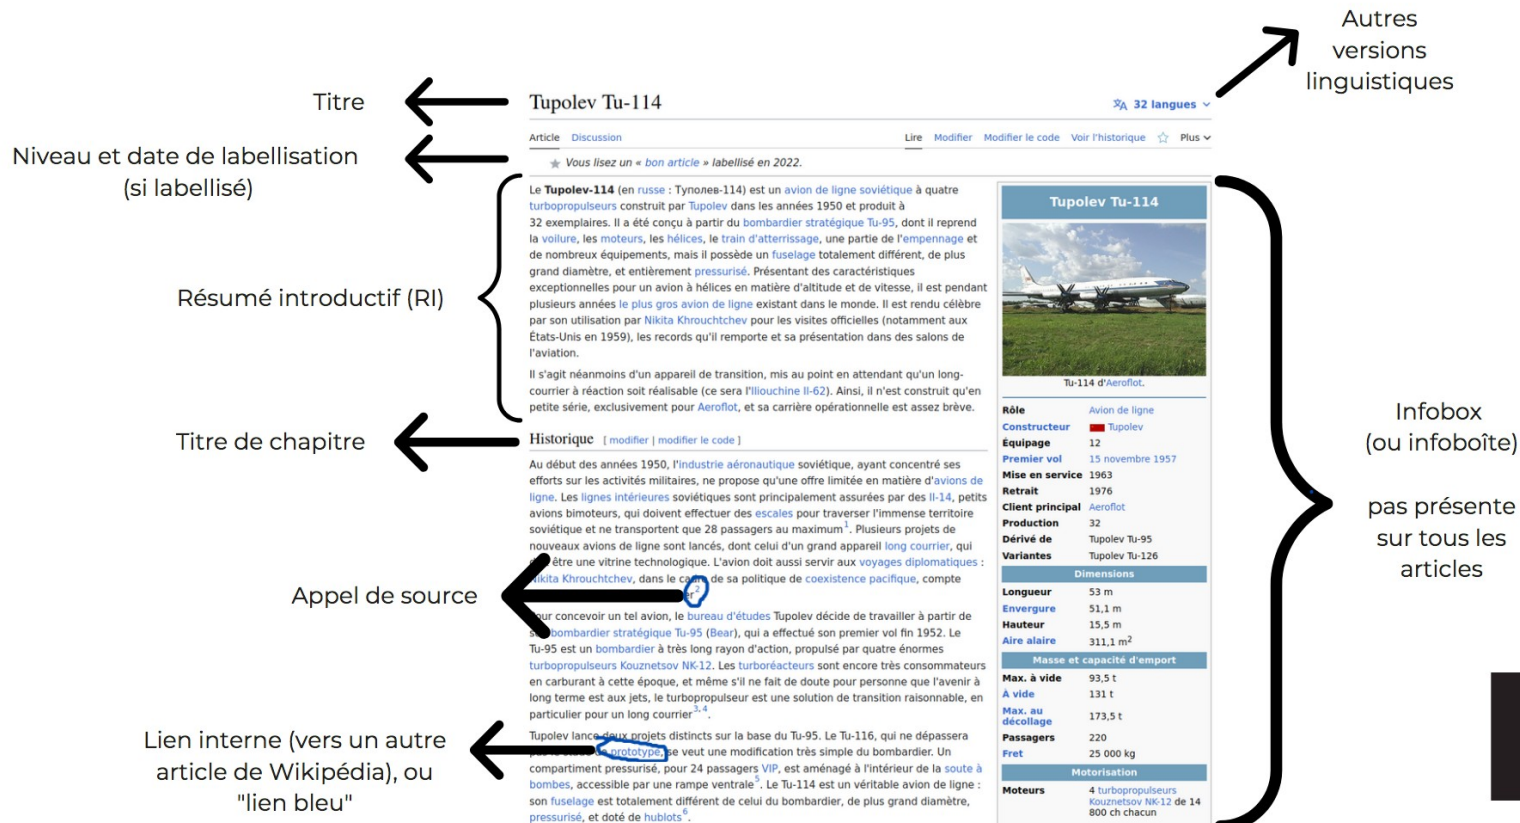 Autres
versions
linguistiques
Titre
Tupolev Tu-114
32 langues
Article Discussion
Lire Modifier Modifier le code Voir l'historique Plus
Niveau et date de labellisation
(si labellisé)
Vous lisez un « bon article » labellisé en 2022.
Résumé introductif (RI)
Le Tupolev-114 (en russe : Туполев-114) est un avion de ligne soviétique à quatre
turbopropulseurs construit par Tupolev dans les années 1950 et produit à
32 exemplaires. Il a été conçu à partir du bombardier stratégique Tu-95, dont il reprend
la voilure, les moteurs, les hélices, le train d'atterrissage, une partie de l'empennage et
de nombreux équipements, mais il possède un fuselage totalement différent, de plus
grand diamètre, et entièrement pressurisé. Présentant des caractéristiques
exceptionnelles pour un avion à hélices en matière d'altitude et de vitesse, il est pendant
plusieurs années le plus gros avion de ligne existant dans le monde. Il est rendu célèbre
par son utilisation par Nikita Khrouchtchev pour les visites officielles (notamment aux
États-Unis en 1959), les records qu'il remporte et sa présentation dans des salons de
l'aviation.
Il s'agit néanmoins d'un appareil de transition, mis au point en attendant qu'un long-
courrier à réaction soit réalisable (ce sera l'Iliouchine Il-62). Ainsi, il n'est construit qu'en
petite série, exclusivement pour Aeroflot, et sa carrière opérationnelle est assez brève.
Titre de chapitre
Historique [ modifier | modifier le code ]
Au début des années 1950, l'industrie aéronautique soviétique, ayant concentré ses
efforts sur les activités militaires, ne propose qu'une offre limitée en matière d'avions de
ligne. Les lignes intérieures soviétiques sont principalement assurées par des Il-14, petits
avions bimoteurs, qui doivent effectuer des escales pour traverser l'immense territoire
soviétique et ne transportent que 28 passagers au maximum1. Plusieurs projets de
nouveaux avions de ligne sont lancés, dont celui d'un grand appareil long courrier, qui
être une vitrine technologique. L'avion doit aussi servir aux voyages diplomatiques :
Nikita Khrouchtchev, dans le cadre de sa politique de coexistence pacifique, compte
er2
Appel de source
Pour concevoir un tel avion, le bureau d'études Tupolev décide de travailler à partir de
bombardier stratégique Tu-95 (Bear), qui a effectué son premier vol fin 1952. Le
Tu-95 est un bombardier à très long rayon d'action, propulsé par quatre énormes
turbopropulseurs Kouznetsov NK-12. Les turboréacteurs sont encore très consommateurs
en carburant à cette époque, et même s'il ne fait de doute pour personne que l'avenir à
long terme est aux jets, le turbopropulseur est une solution de transition raisonnable, en
particulier pour un long courrier3,4.
Lien interne (vers un autre
article de Wikipédia), ou
"lien bleu"
Tupolev lance deux projets distincts sur la base du Tu-95. Le Tu-116, qui ne dépassera
prototype, se veut une modification très simple du bombardier. Un
compartiment pressurisé, pour 24 passagers VIP, est aménagé à l'intérieur de la soute à
bombes, accessible par une rampe ventrale5. Le Tu-114 est un véritable avion de ligne :
son fuselage est totalement différent de celui du bombardier, de plus grand diamètre,
pressurisé, et doté de hublots6.
Tupolev Tu-114
Tu-114 d'Aeroflot.
Rôle Avion de ligne
Constructeur Tupolev
Équipage 12
Premier vol 15 novembre 1957
Mise en service 1963
Retrait 1976
Client principal Aeroflot
Production 32
Dérivé de Tupolev Tu-95
Variantes Tupolev Tu-126
Dimensions
Longueur 53 m
Envergure 51,1 m
Hauteur 15,5 m
Aire alaire 311,1 m2
Masse et capacité d'emport
Max. à vide 93,5 t
À vide 131 t
Max. au
décollage 173,5 t
Passagers 220
Fret 25 000 kg
Motorisation
Moteurs 4 turbopropulseurs
Kouznetsov NK-12 de 14
800 ch chacun
Infobox
(ou infoboîte)
pas présente
sur tous les
articles